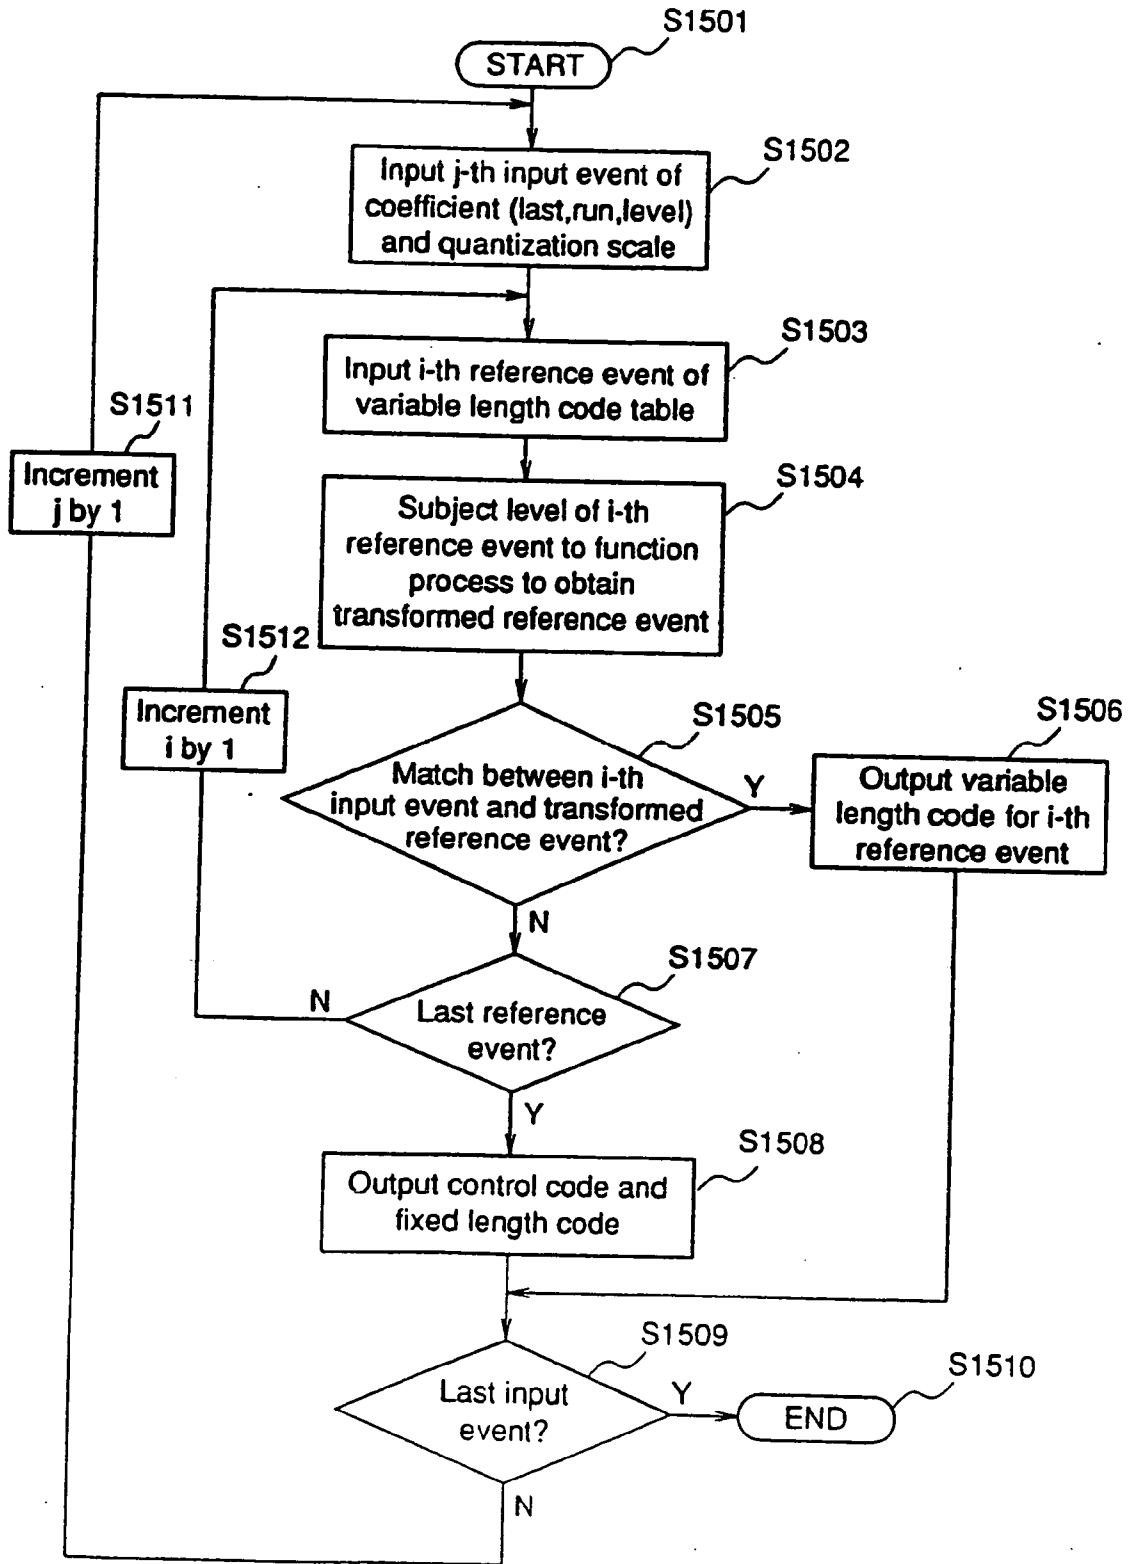 S1501
START
S1502
Input j-th input event of
coefficient (last,run,level)
and quantization scale
S1503
Input i-th reference event of
variable length code table
S1511
Increment
j by 1
S1504
Subject level of i-th
reference event to function
process to obtain
transformed reference event
S1512
Increment
i by 1
S1505
Match between i-th
input event and transformed
reference event?
Y
S1506
Output variable
length code for i-th
reference event
N
S1507
Last reference
event?
N
Y
S1508
Output control code and
fixed length code
S1509
Last input
event?
Y
S1510
END
N